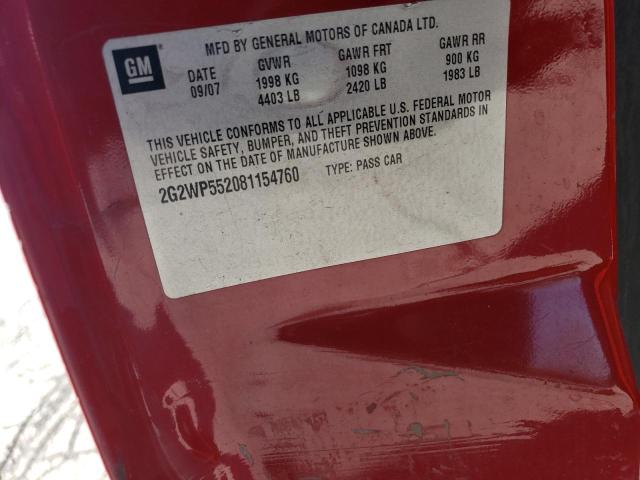 GM
MFD BY GENERAL MOTORS OF CANADA LTD.
DATE GVWR GAWR FRT GAWR RR
09/07 1998 KG 1098 KG 900 KG
4403 LB 2420 LB 1983 LB
THIS VEHICLE CONFORMS TO ALL APPLICABLE U.S. FEDERAL MOTOR
VEHICLE SAFETY, BUMPER, AND THEFT PREVENTION STANDARDS IN
EFFECT ON THE DATE OF MANUFACTURE SHOWN ABOVE.
2G2WP552081154760 TYPE: PASS CAR